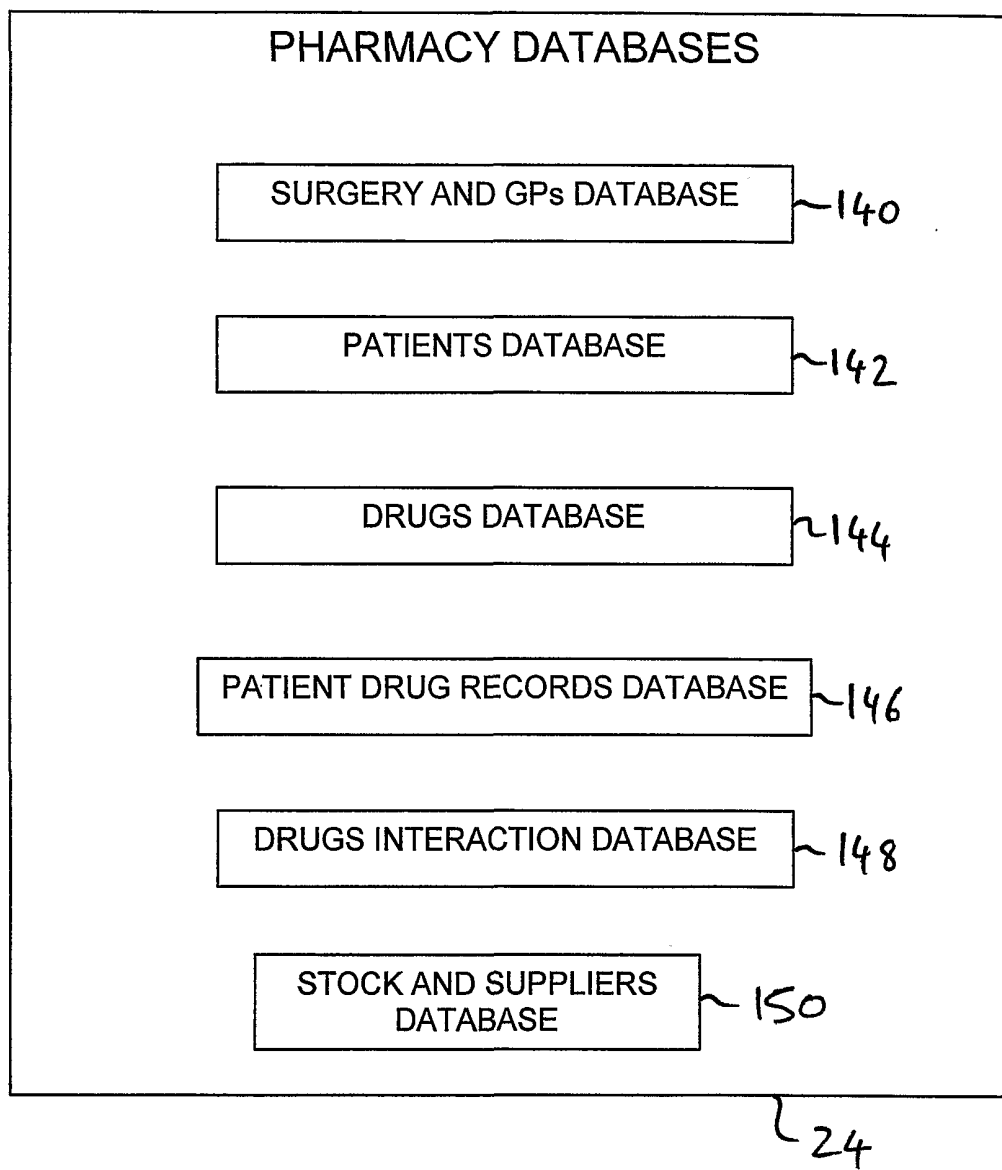 PHARMACY DATABASES
SURGERY AND GPs DATABASE
140
PATIENTS DATABASE
142
DRUGS DATABASE
144
PATIENT DRUG RECORDS DATABASE
146
DRUGS INTERACTION DATABASE
148
STOCK AND SUPPLIERS
DATABASE
150
24